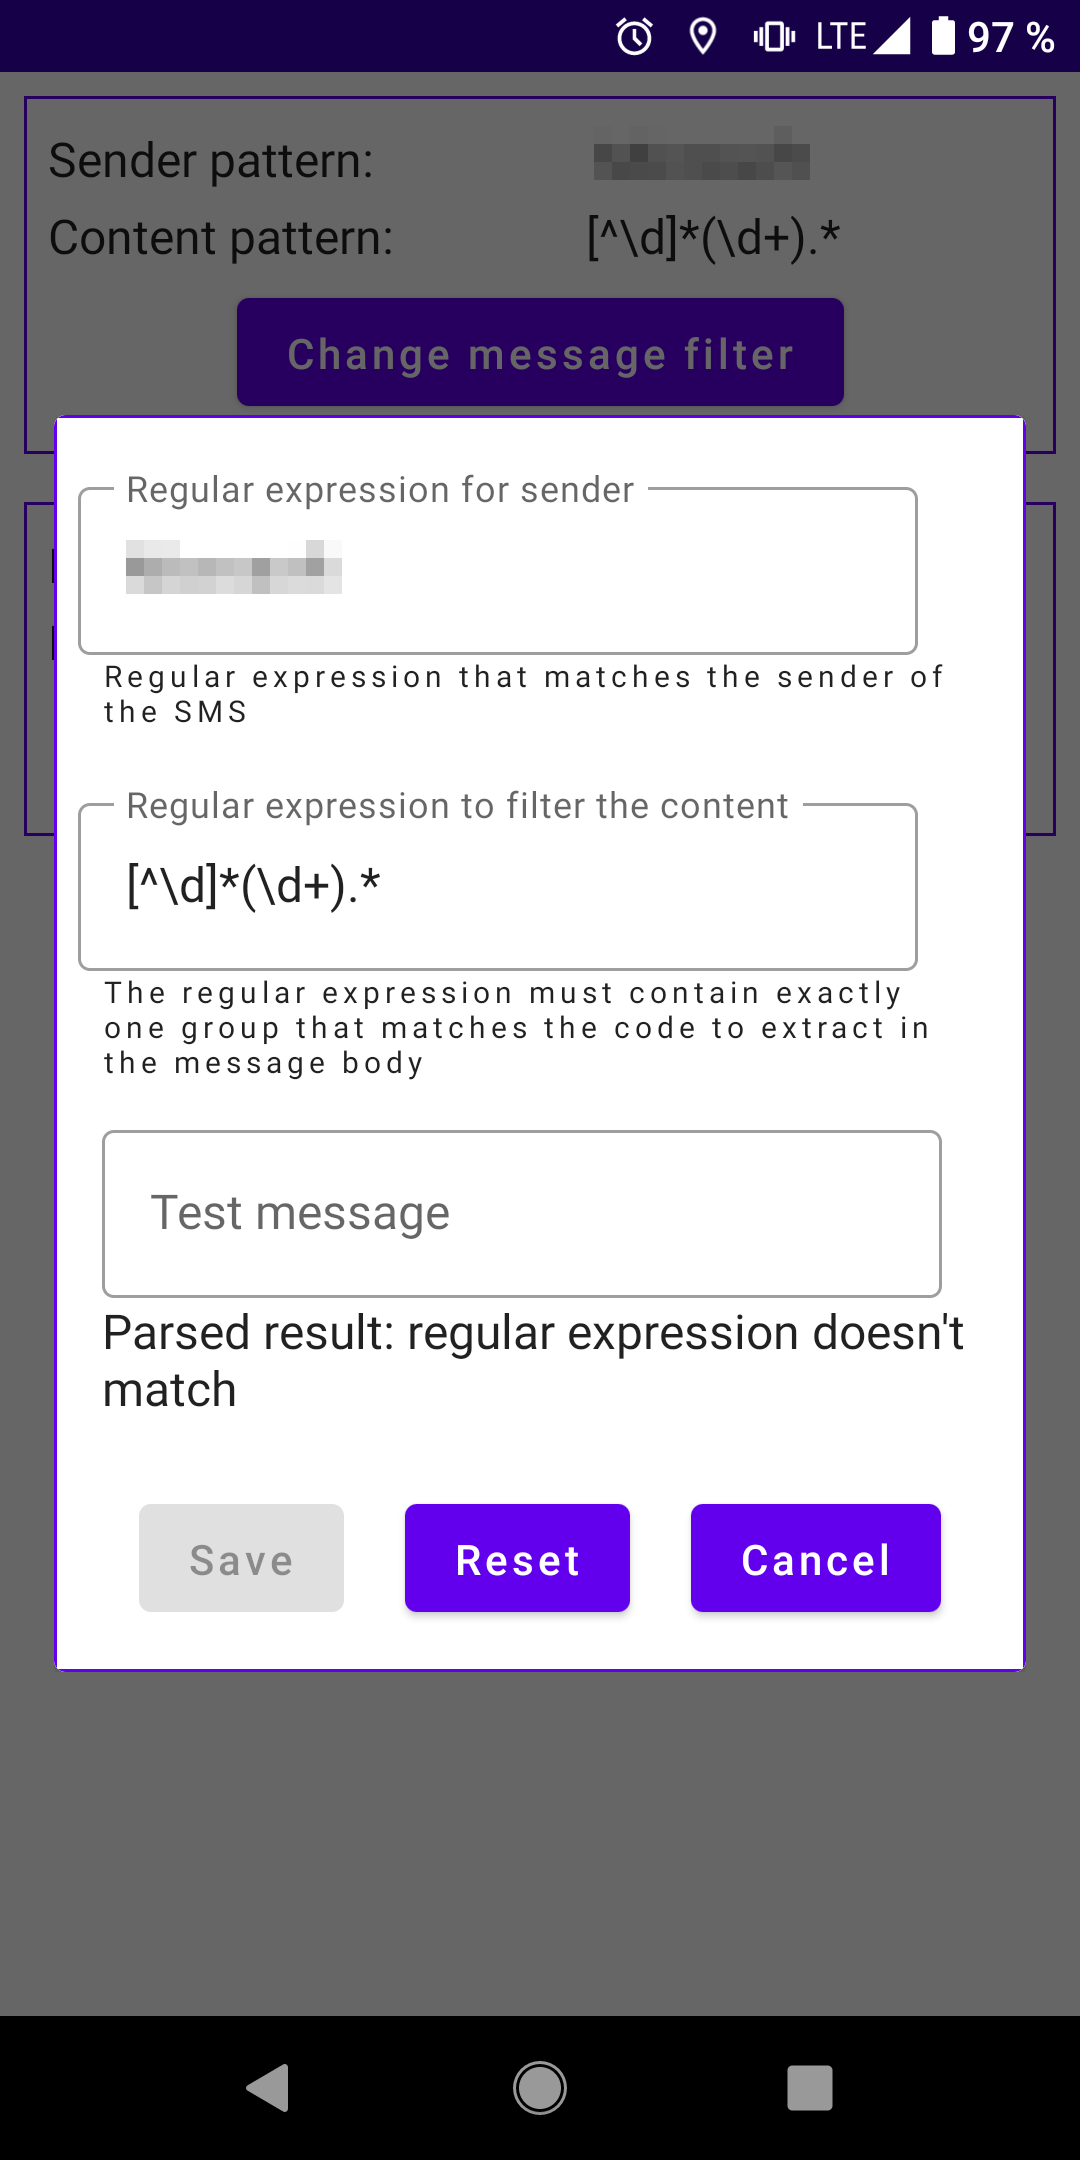 LTE 97 %
Sender pattern:
Content pattern: [^\d]*(\d+).*
Change message filter
Regular expression for sender
Regular expression that matches the sender of
the SMS
Regular expression to filter the content
[^\d]*(\d+).*
The regular expression must contain exactly
one group that matches the code to extract in
the message body
Test message
Parsed result: regular expression doesn't
match
Save Reset Cancel